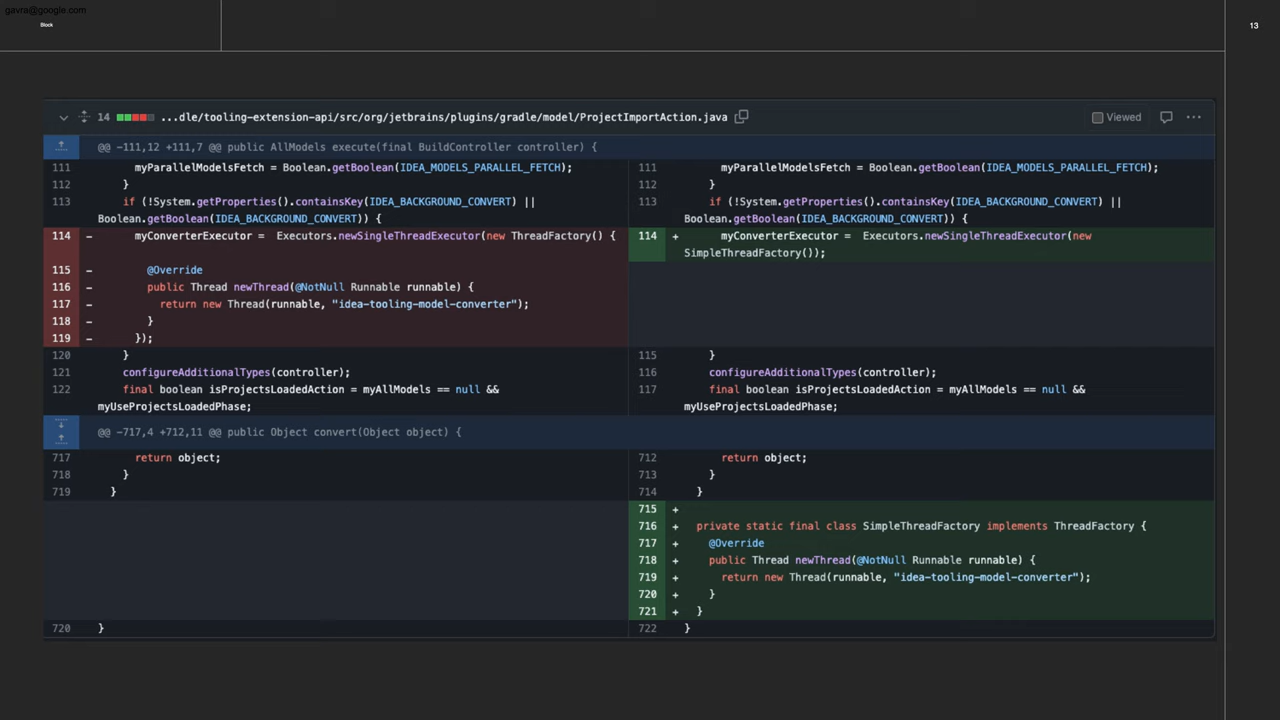 gavra@google.com
Block
13
14 ...dle/tooling-extension-api/src/org/jetbrains/plugins/gradle/model/ProjectImportAction.java
Viewed
@@ -111,12 +111,7 @@ public AllModels execute(final BuildController controller) {
111 myParallelModelsFetch = Boolean.getBoolean(IDEA_MODELS_PARALLEL_FETCH);
112 }
113 if (!System.getProperties().containsKey(IDEA_BACKGROUND_CONVERT) ||
Boolean.getBoolean(IDEA_BACKGROUND_CONVERT)) {
114 - myConverterExecutor = Executors.newSingleThreadExecutor(new ThreadFactory() {
115 - @Override
116 - public Thread newThread(@NotNull Runnable runnable) {
117 - return new Thread(runnable, "idea-tooling-model-converter");
118 - }
119 - });
120 }
121 configureAdditionalTypes(controller);
122 final boolean isProjectsLoadedAction = myAllModels == null &&
myUseProjectsLoadedPhase;
111 myParallelModelsFetch = Boolean.getBoolean(IDEA_MODELS_PARALLEL_FETCH);
112 }
113 if (!System.getProperties().containsKey(IDEA_BACKGROUND_CONVERT) ||
Boolean.getBoolean(IDEA_BACKGROUND_CONVERT)) {
114 + myConverterExecutor = Executors.newSingleThreadExecutor(new
SimpleThreadFactory());
115 }
116 configureAdditionalTypes(controller);
117 final boolean isProjectsLoadedAction = myAllModels == null &&
myUseProjectsLoadedPhase;
@@ -717,4 +712,11 @@ public Object convert(Object object) {
717 return object;
718 }
719 }
720 }
712 return object;
713 }
714 }
715 +
716 + private static final class SimpleThreadFactory implements ThreadFactory {
717 + @Override
718 + public Thread newThread(@NotNull Runnable runnable) {
719 + return new Thread(runnable, "idea-tooling-model-converter");
720 + }
721 + }
722 }